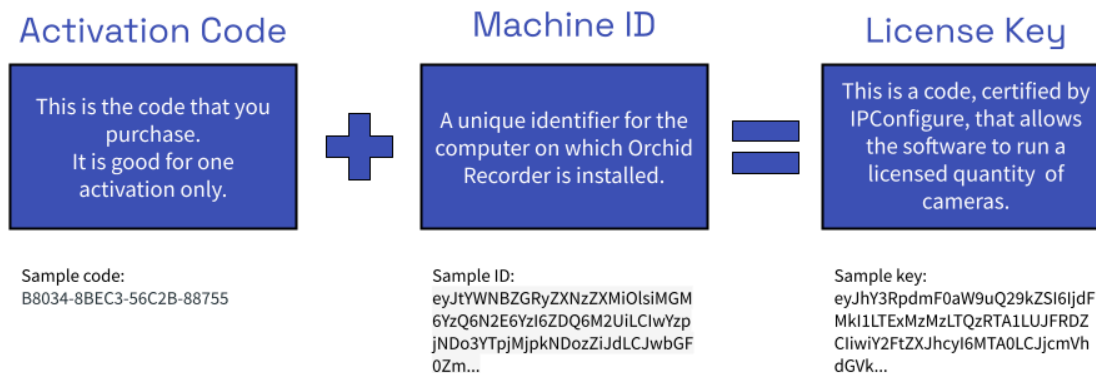 Activation Code
This is the code that you
purchase.
It is good for one
activation only.
Sample code:
B8034-8BEC3-56C2B-88755
Machine ID
A unique identifier for the
computer on which Orchid
Recorder is installed.
Sample ID:
eyJtYWNBZGRyZXNzZXMiOlsiMGM
6YzQ6N2E6YzI6ZDQ6M2UiLCIwYzp
jNDo3YTpjMjpkNDozZiJdLCJwbGF
0Zm...
License Key
This is a code, certified by
IPConfigure, that allows
the software to run a
licensed quantity of
cameras.
Sample key:
eyJhY3RpdmF0aW9uQ29kZSI6IjdF
MkI1LTExMzMzLTQzRTA1LUJFRDZ
CIiwiY2FtZXJhcyI6MTA0LCJjcmVh
dGVk...